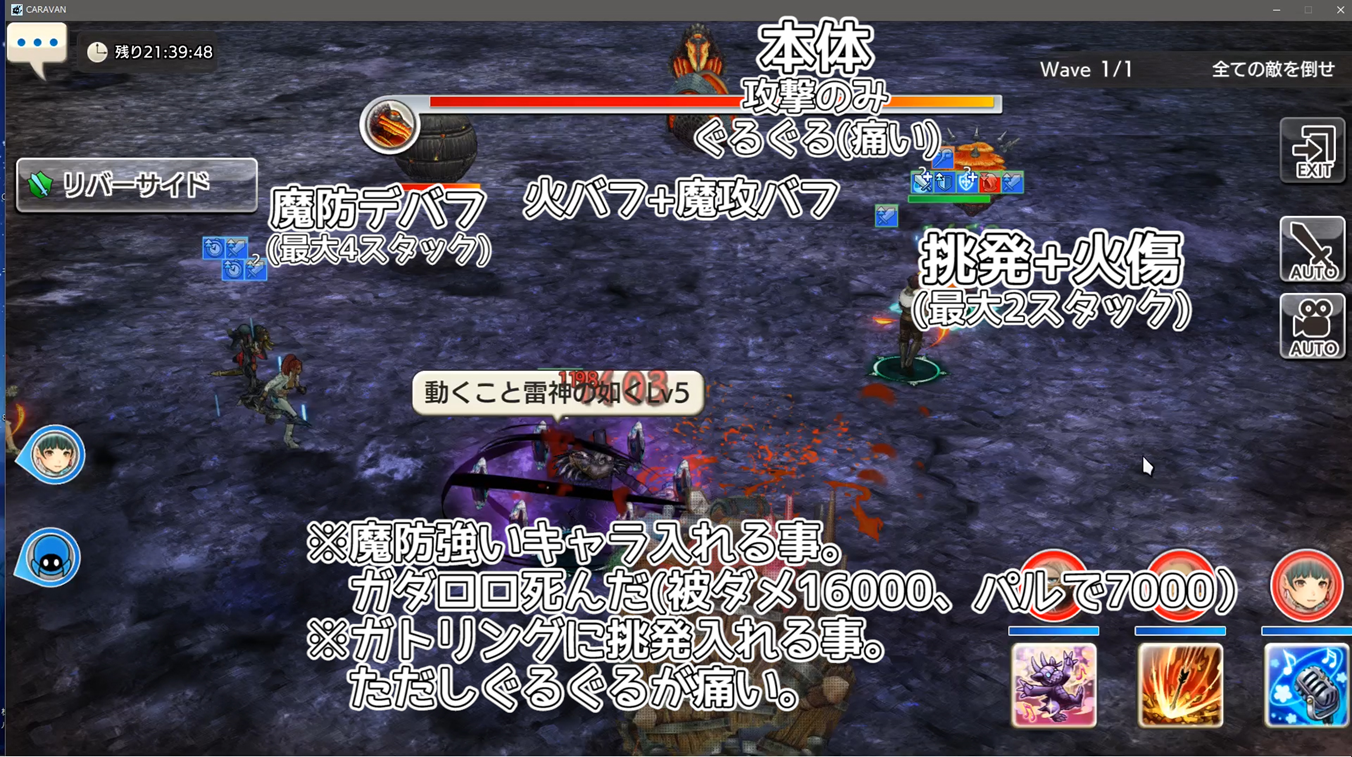 CARAVAN
残り21:39:48
本体
攻撃のみ
ぐるぐる(痛い)
Wave 1/1
全ての敵を倒せ
EXIT
リバーサイド
魔防デバフ
(最大4スタック)
火バフ+魔攻バフ
2+
2+
2
挑発+火傷
(最大2スタック)
AUTO
AUTO
1198
動くこと雷神の如くLv5
※魔防強いキャラ入れる事。
ガダロロ死んだ(被ダメ16000、パルで7000)
※ガトリングに挑発入れる事。
ただしぐるぐるが痛い。